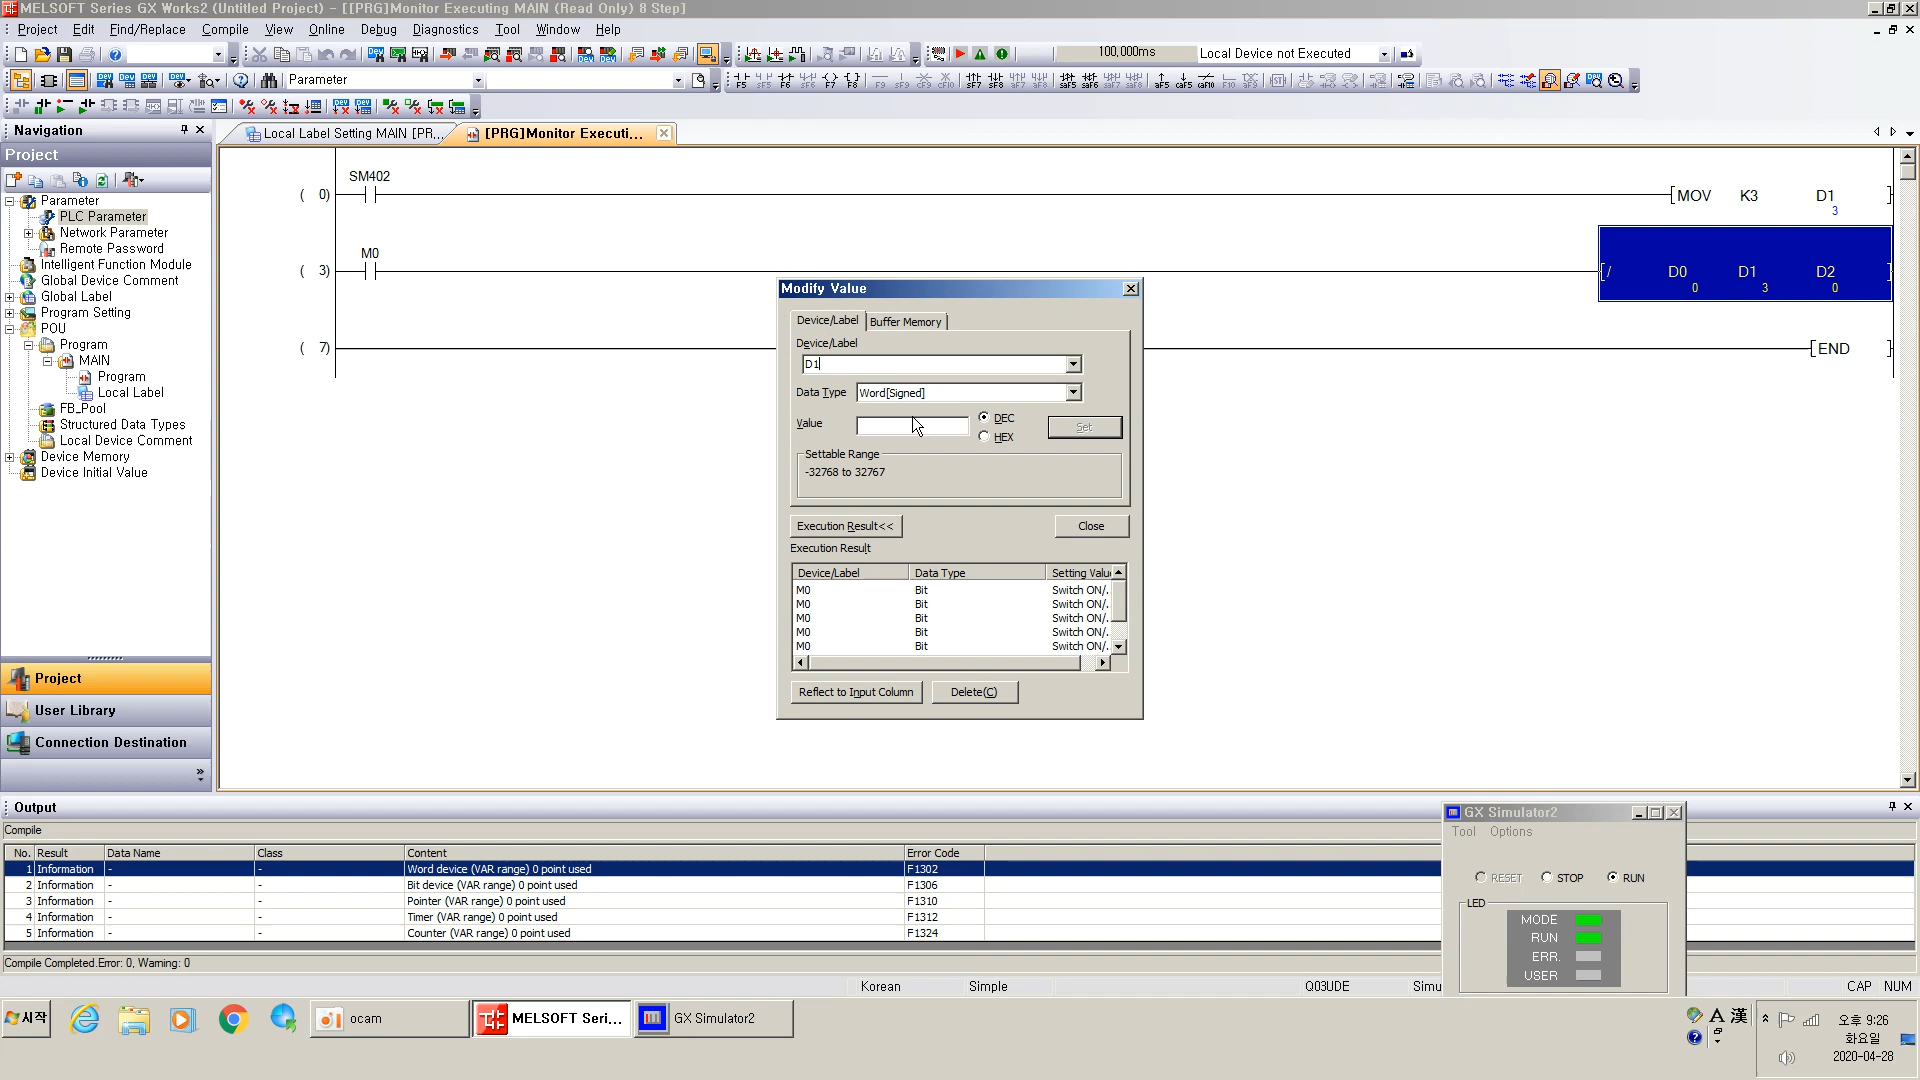 MELSOFT Series GX Works2 (Untitled Project) - [[PRG]Monitor Executing MAIN (Read Only) 8 Step]
Project Edit Find/Replace Compile View Online Debug Diagnostics Tool Window Help
100,000ms Local Device not Executed
Parameter
Navigation
Local Label Setting MAIN [PR... [PRG]Monitor Executi...
Project
Parameter
PLC Parameter
Network Parameter
Remote Password
Intelligent Function Module
Global Device Comment
Global Label
Program Setting
POU
Program
MAIN
Program
Local Label
FB_Pool
Structured Data Types
Local Device Comment
Device Memory
Device Initial Value
Project
User Library
Connection Destination
SM402
( 0) [MOV K3 D1 ]
3
M0
( 3) [/ D0 D1 D2 ]
0 3 0
( 7) [END ]
Modify Value
Device/Label Buffer Memory
Device/Label
D1
Data Type Word[Signed]
Value DEC HEX Set
Settable Range
-32768 to 32767
Execution Result<< Close
Execution Result
Device/Label Data Type Setting Valu
M0 Bit Switch ON/.
M0 Bit Switch ON/.
M0 Bit Switch ON/.
M0 Bit Switch ON/.
M0 Bit Switch ON/.
Reflect to Input Column Delete(C)
Output
Compile
No. Result Data Name Class Content Error Code
1 Information - - Word device (VAR range) 0 point used F1302
2 Information - - Bit device (VAR range) 0 point used F1306
3 Information - - Pointer (VAR range) 0 point used F1310
4 Information - - Timer (VAR range) 0 point used F1312
5 Information - - Counter (VAR range) 0 point used F1324
Compile Completed.Error: 0, Warning: 0
GX Simulator2
Tool Options
RESET STOP RUN
LED
MODE
RUN
ERR.
USER
Korean Simple Q03UDE Simu CAP NUM
시작 ocam MELSOFT Seri... GX Simulator2
A 漢
오후 9:26
화요일
2020-04-28